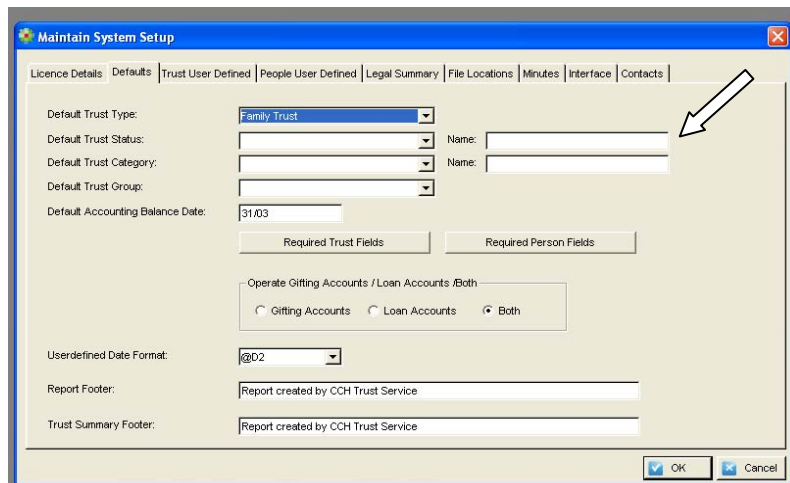 Maintain System Setup
Licence Details Defaults Trust User Defined People User Defined Legal Summary File Locations Minutes Interface Contacts
Default Trust Type: Family Trust
Default Trust Status: Name:
Default Trust Category: Name:
Default Trust Group:
Default Accounting Balance Date: 31/03
Required Trust Fields Required Person Fields
Operate Gifting Accounts / Loan Accounts /Both
Gifting Accounts Loan Accounts Both
Userdefined Date Format: @D2
Report Footer: Report created by CCH Trust Service
Trust Summary Footer: Report created by CCH Trust Service
OK Cancel